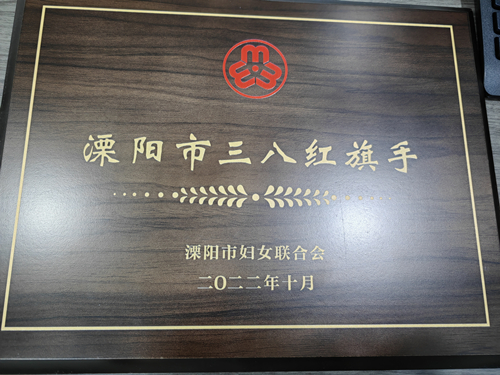 溧阳市三八红旗手
溧阳市妇女联合会
二〇二二年十月